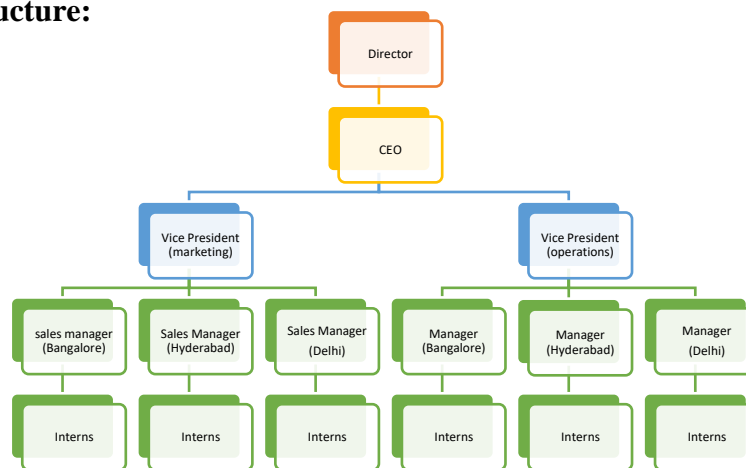 ucture:
Director
CEO
Vice President
(marketing)
Vice President
(operations)
sales manager
(Bangalore)
Sales Manager
(Hyderabad)
Sales Manager
(Delhi)
Manager
(Bangalore)
Manager
(Hyderabad)
Manager
(Delhi)
Interns
Interns
Interns
Interns
Interns
Interns